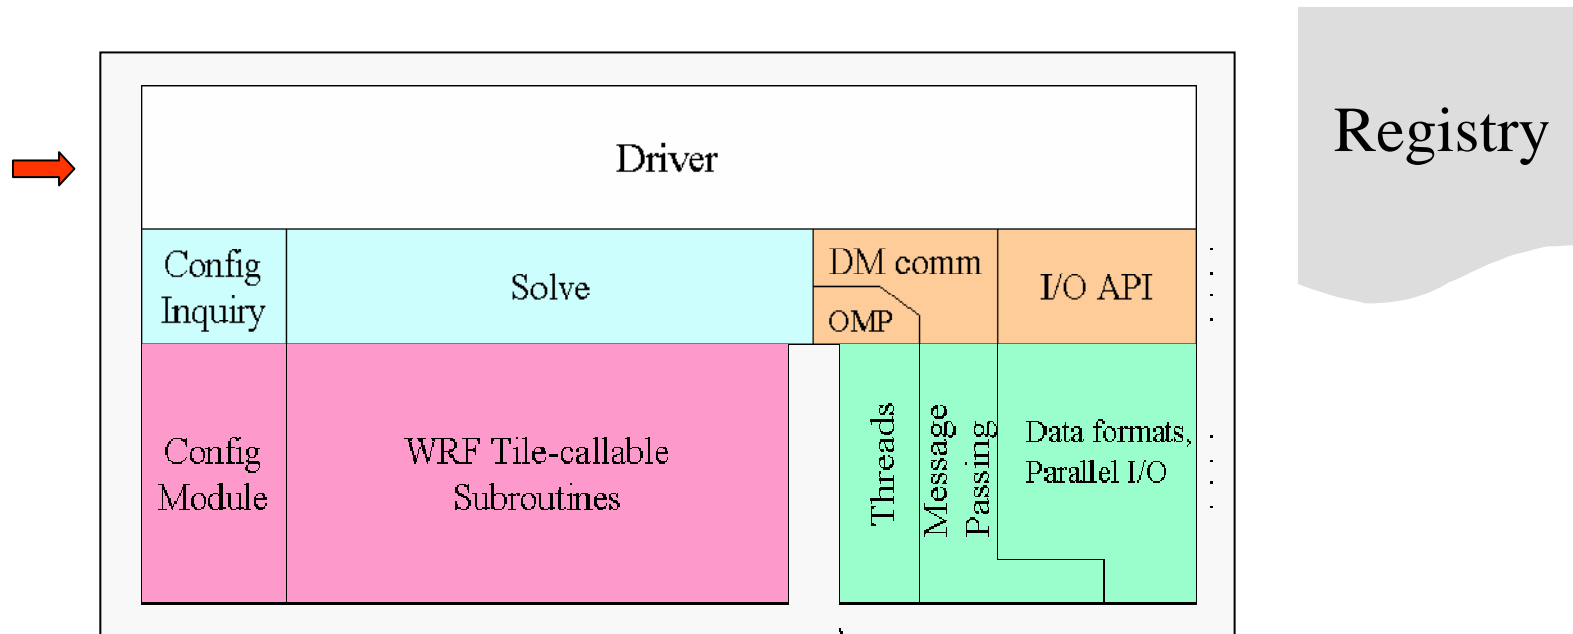 Registry
Driver
Config
Inquiry
Solve
DM comm
OMP
I/O API
Config
Module
WRF Tile-callable
Subroutines
Threads
Message
Passing
Data formats,
Parallel I/O